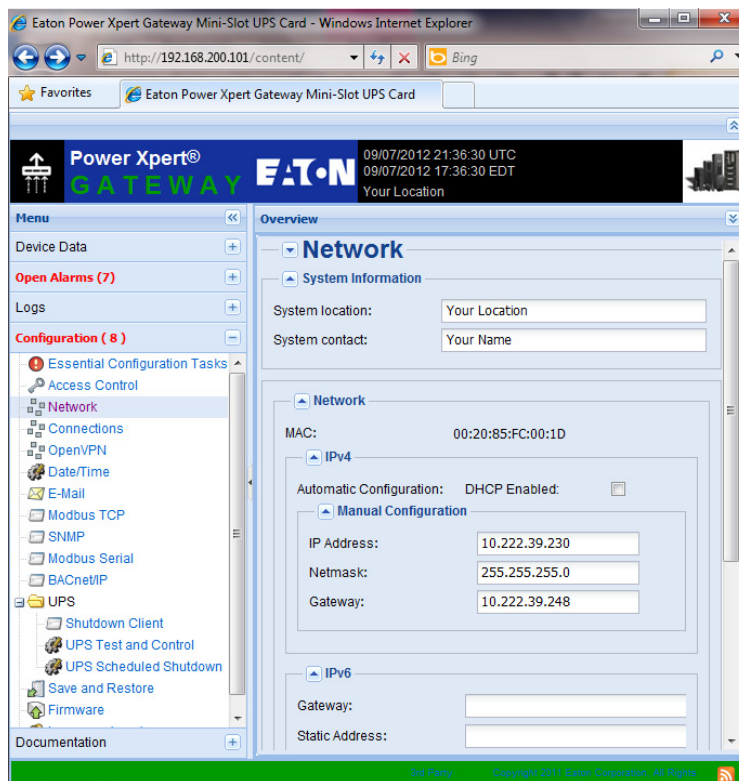 Eaton Power Xpert Gateway Mini-Slot UPS Card - Windows Internet Explorer
http://192.168.200.101/content/
Bing
Favorites
Eaton Power Xpert Gateway Mini-Slot UPS Card
Power Xpert®
GATEWAY
EATON
09/07/2012 21:36:30 UTC
09/07/2012 17:36:30 EDT
Your Location
Menu
Overview
Device Data
Open Alarms (7)
Logs
Configuration ( 8 )
Essential Configuration Tasks
Access Control
Network
Connections
OpenVPN
Date/Time
E-Mail
Modbus TCP
SNMP
Modbus Serial
BACnet/IP
UPS
Shutdown Client
UPS Test and Control
UPS Scheduled Shutdown
Save and Restore
Firmware
Documentation
Network
System Information
System location: Your Location
System contact: Your Name
Network
MAC: 00:20:85:FC:00:1D
IPv4
Automatic Configuration: DHCP Enabled:
Manual Configuration
IP Address: 10.222.39.230
Netmask: 255.255.255.0
Gateway: 10.222.39.248
IPv6
Gateway:
Static Address: